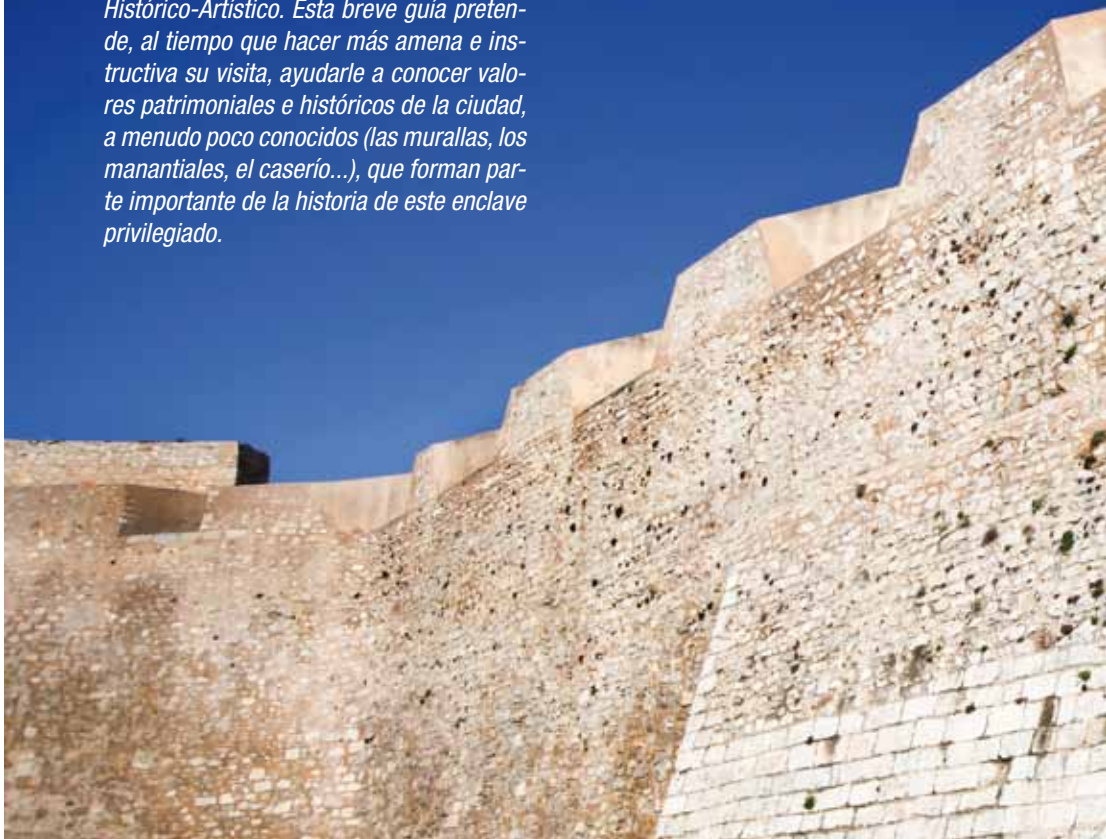 Histórico-Artístico. Esta breve guía preten-
de, al tiempo que hacer más amena e ins-
tructiva su visita, ayudarle a conocer valo-
res patrimoniales e históricos de la ciudad,
a menudo poco conocidos (las murallas, los
manantiales, el caserío...), que forman par-
te importante de la historia de este enclave
privilegiado.